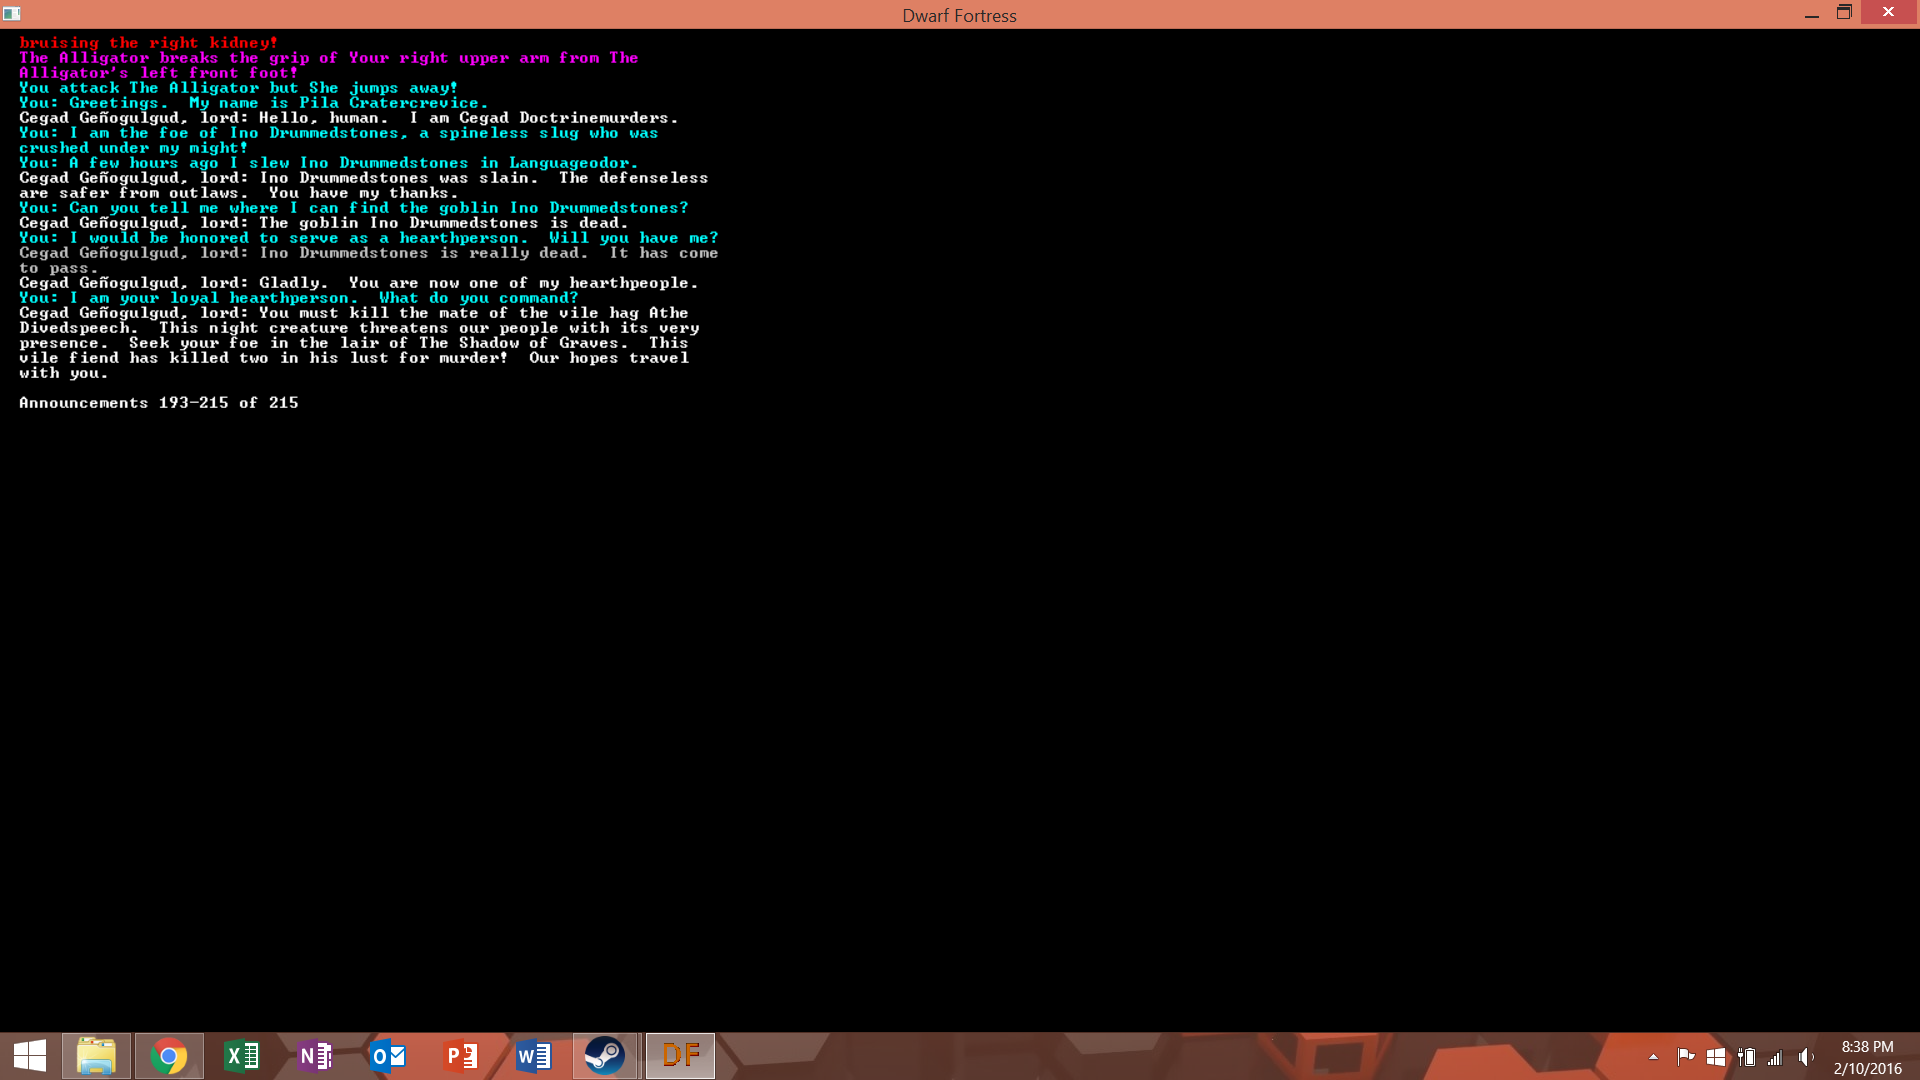 Dwarf Fortress
bruising the right kidney!
The Alligator breaks the grip of Your right upper arm from The
Alligator's left front foot!
You attack The Alligator but She jumps away!
You: Greetings.  My name is Pila Cratercrevice.
Cegad Geñogulgud, lord: Hello, human.  I am Cegad Doctrinemurders.
You: I am the foe of Ino Drummedstones, a spineless slug who was
crushed under my might!
You: A few hours ago I slew Ino Drummedstones in Languageodor.
Cegad Geñogulgud, lord: Ino Drummedstones was slain.  The defenseless
are safer from outlaws.  You have my thanks.
You: Can you tell me where I can find the goblin Ino Drummedstones?
Cegad Geñogulgud, lord: The goblin Ino Drummedstones is dead.
You: I would be honored to serve as a hearthperson.  Will you have me?
Cegad Geñogulgud, lord: Ino Drummedstones is really dead.  It has come
to pass.
Cegad Geñogulgud, lord: Gladly.  You are now one of my hearthpeople.
You: I am your loyal hearthperson.  What do you command?
Cegad Geñogulgud, lord: You must kill the mate of the vile hag Athe
Divedspeech.  This night creature threatens our people with its very
presence.  Seek your foe in the lair of The Shadow of Graves.  This
vile fiend has killed two in his lust for murder!  Our hopes travel
with you.
Announcements 193-215 of 215
DF
8:38 PM
2/10/2016